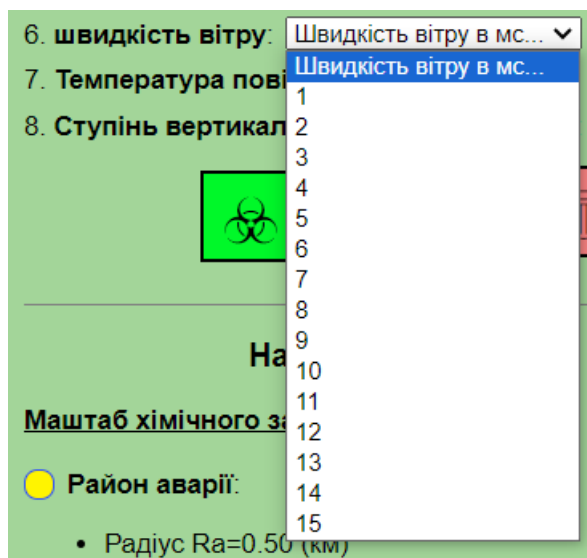 6. швидкість вітру: Швидкість вітру в мс...
Швидкість вітру в мс...
7. Температура пові
1
8. Ступінь вертикал
2
3
4
5
6
7
8
9
На
10
11
Маштаб хімічного за
12
13
Район аварії:
14
15
• Радіус Ra=0.50 (км)